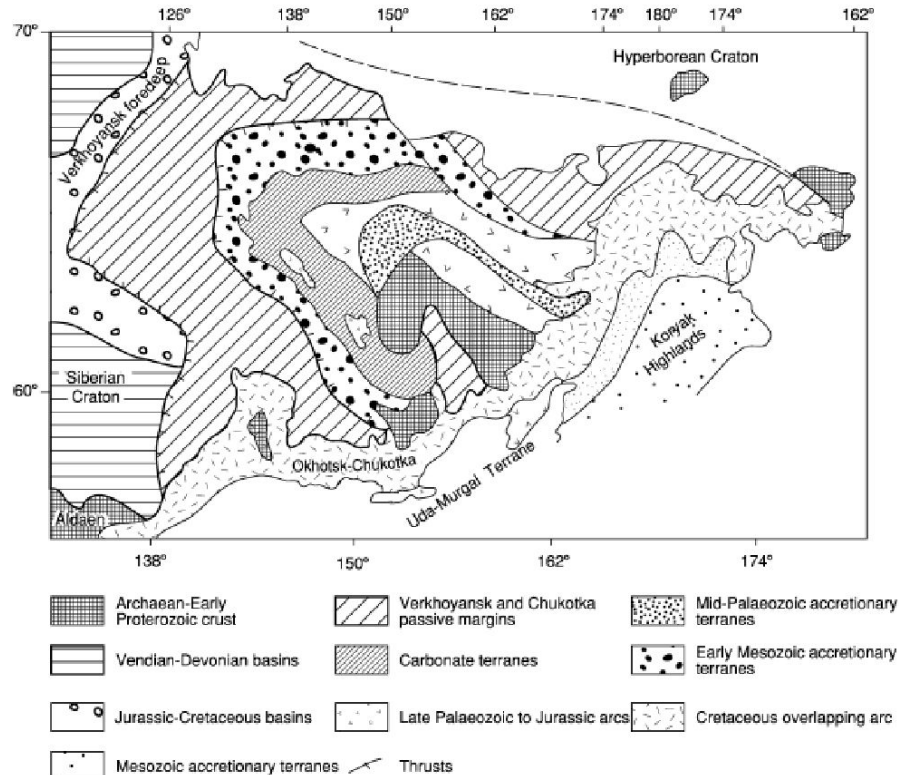 126° 138° 150° 162° 174° 180° 174° 162°
70°
Hyperborean Craton
Verkhoyansk foredeep
Koryak
Highlands
60°
Siberian
Craton
Okhotsk-Chukotka
Uda-Murgal Terrane
Aldaen
138° 150° 162° 174°
Archaean-Early
Proterozoic crust
Verkhoyansk and Chukotka
passive margins
Mid-Palaeozoic accretionary
terranes
Vendian-Devonian basins
Carbonate terranes
Early Mesozoic accretionary
terranes
Jurassic-Cretaceous basins
Late Palaeozoic to Jurassic arcs
Cretaceous overlapping arc
Mesozoic accretionary terranes
Thrusts